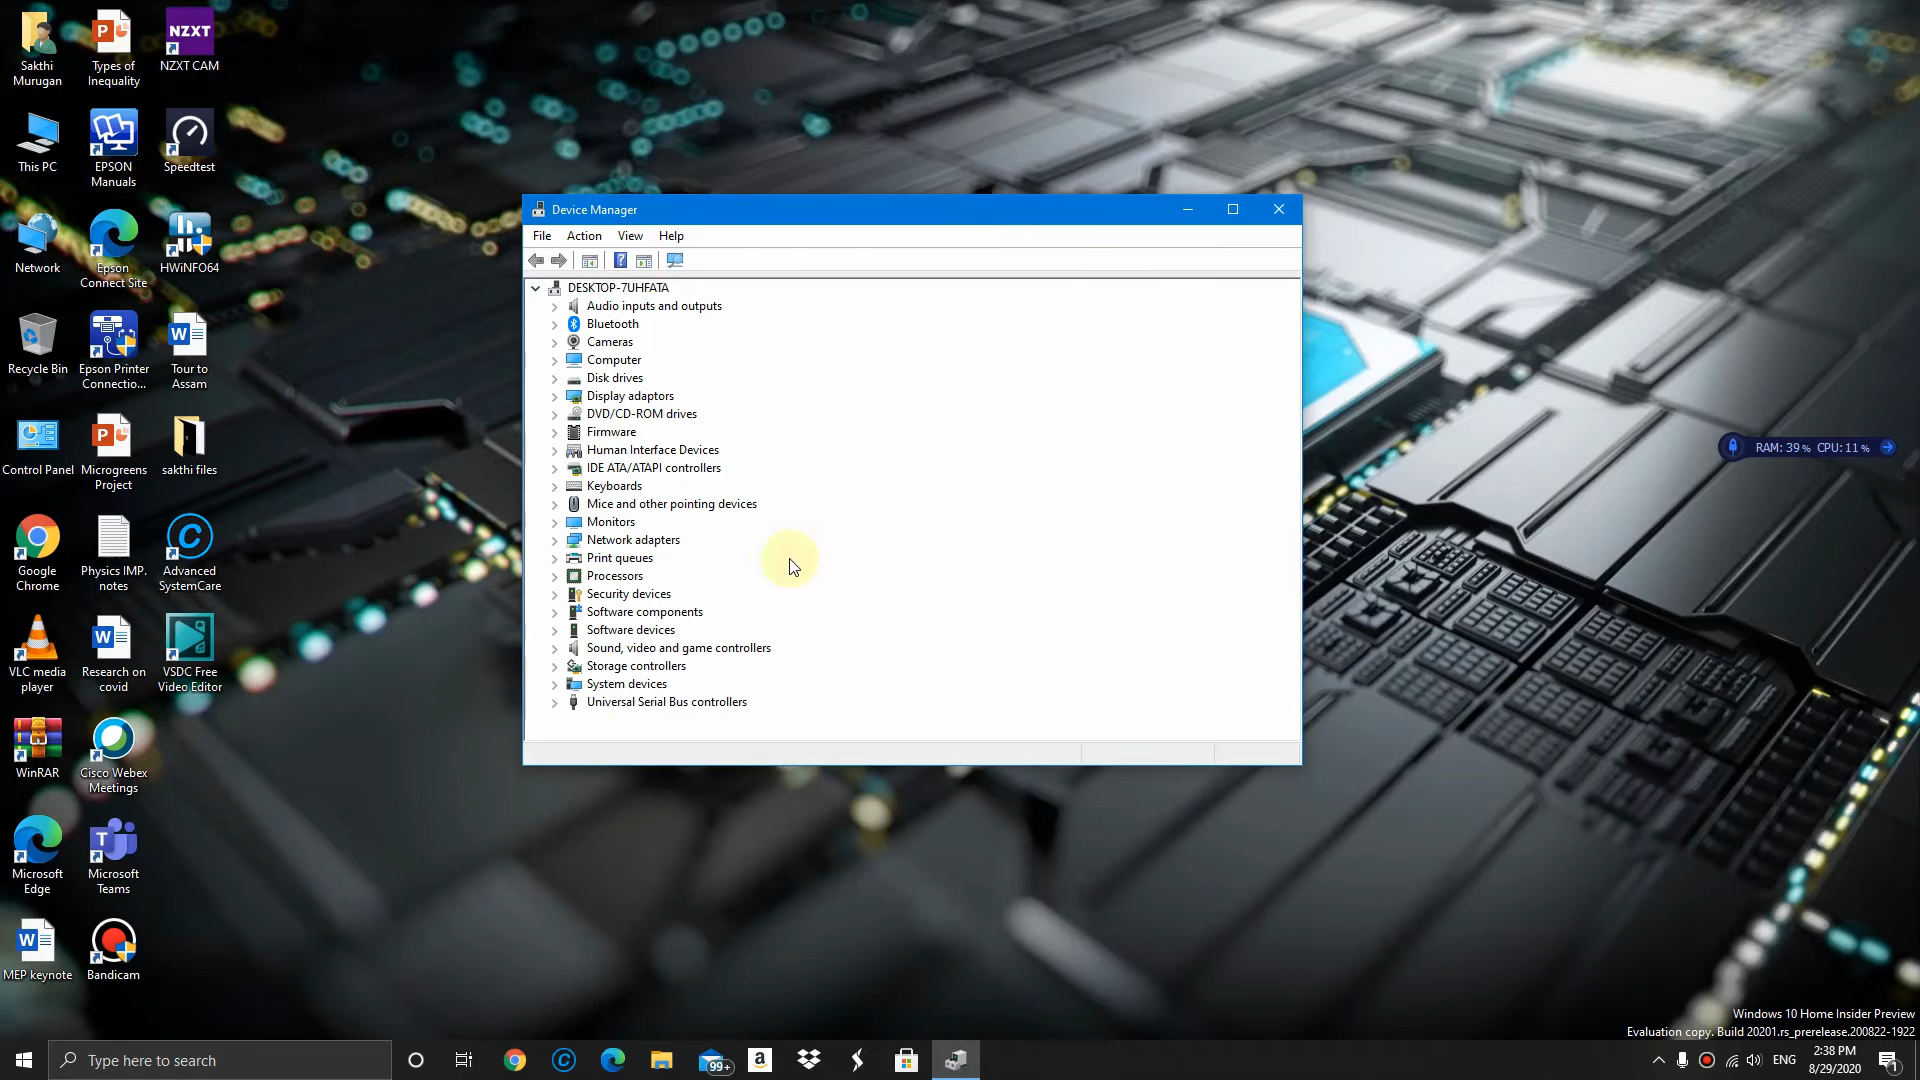 Sakthi
Murugan
Types of
Inequality
NZXT
NZXT CAM
This PC
EPSON
Manuals
Speedtest
Network
Epson
Connect Site
HWiNFO64
Recycle Bin
Epson Printer
Connectio...
Tour to
Assam
Control Panel
Microgreens
Project
sakthi files
Google
Chrome
Physics IMP.
notes
Advanced
SystemCare
VLC media
player
Research on
covid
VSDC Free
Video Editor
WinRAR
Cisco Webex
Meetings
Microsoft
Edge
Microsoft
Teams
MEP keynote
Bandicam
Device Manager
File Action View Help
DESKTOP-7UHFATA
Audio inputs and outputs
Bluetooth
Cameras
Computer
Disk drives
Display adaptors
DVD/CD-ROM drives
Firmware
Human Interface Devices
IDE ATA/ATAPI controllers
Keyboards
Mice and other pointing devices
Monitors
Network adapters
Print queues
Processors
Security devices
Software components
Software devices
Sound, video and game controllers
Storage controllers
System devices
Universal Serial Bus controllers
RAM: 39% CPU: 11%
Windows 10 Home Insider Preview
Evaluation copy. Build 20201.rs_prerelease.200822-1922
Type here to search
99+
ENG
2:38 PM
8/29/2020
1